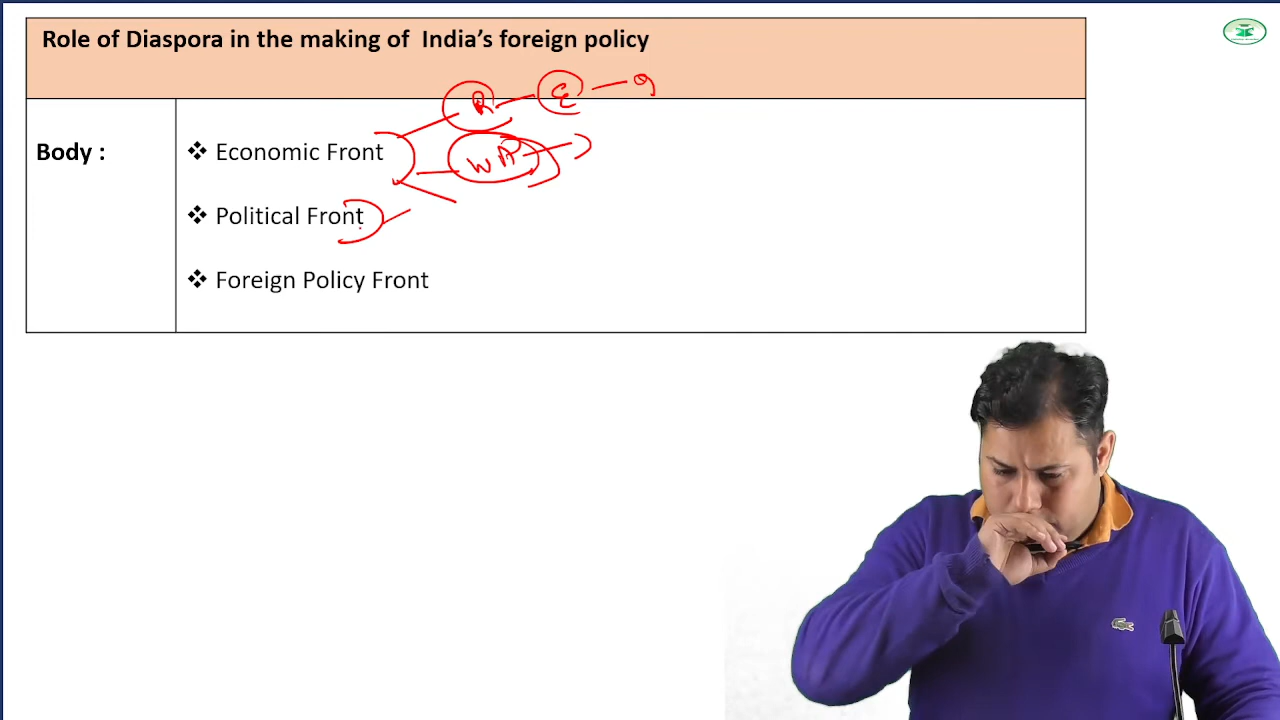 Role of Diaspora in the making of India's foreign policy
R
Body :
❖ Economic Front
❖ Political Front
❖ Foreign Policy Front